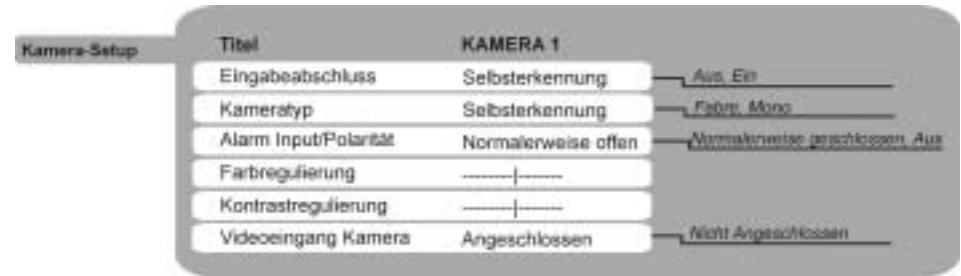 Kamera-Setup
Titel KAMERA 1
Eingabeabschluss Selbsterkennung Aus, Ein
Kameratyp Selbsterkennung Fabre, Mono
Alarm Input/Polarität Normalerweise offen Normalerweise geschlossen, Aus
Farbregulierung ---------|-------
Kontrastregulierung ---------|-------
Videoeingang Kamera Angeschlossen Nicht Angeschlossen